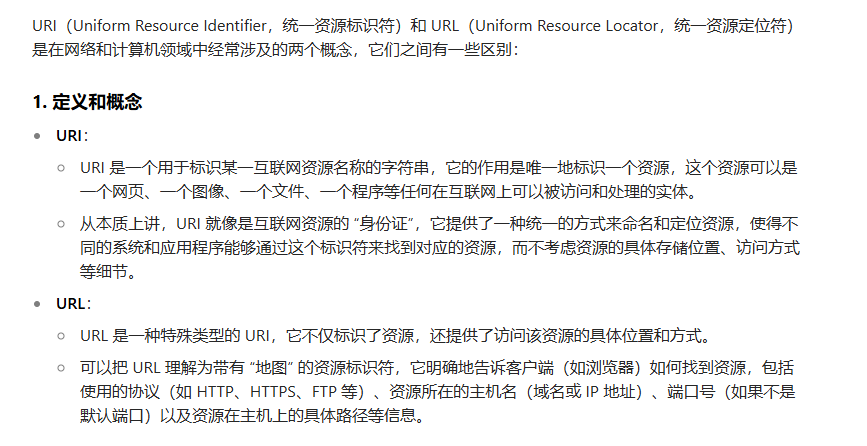 URI（Uniform Resource Identifier，统一资源标识符）和 URL（Uniform Resource Locator，统一资源定位符）
是在网络和计算机领域中经常涉及的两个概念，它们之间有一些区别：
1. 定义和概念
URI：
URI 是一个用于标识某一互联网资源名称的字符串，它的作用是唯一地标识一个资源，这个资源可以是
一个网页、一个图像、一个文件、一个程序等任何在互联网上可以被访问和处理的实体。
从本质上讲，URI 就像是互联网资源的 “身份证”，它提供了一种统一的方式来命名和定位资源，使得不
同的系统和应用程序能够通过这个标识符来找到对应的资源，而不考虑资源的具体存储位置、访问方式
等细节。
URL：
URL 是一种特殊类型的 URI，它不仅标识了资源，还提供了访问该资源的具体位置和方式。
可以把 URL 理解为带有 “地图” 的资源标识符，它明确地告诉客户端（如浏览器）如何找到资源，包括
使用的协议（如 HTTP、HTTPS、FTP 等）、资源所在的主机名（域名或 IP 地址）、端口号（如果不是
默认端口）以及资源在主机上的具体路径等信息。